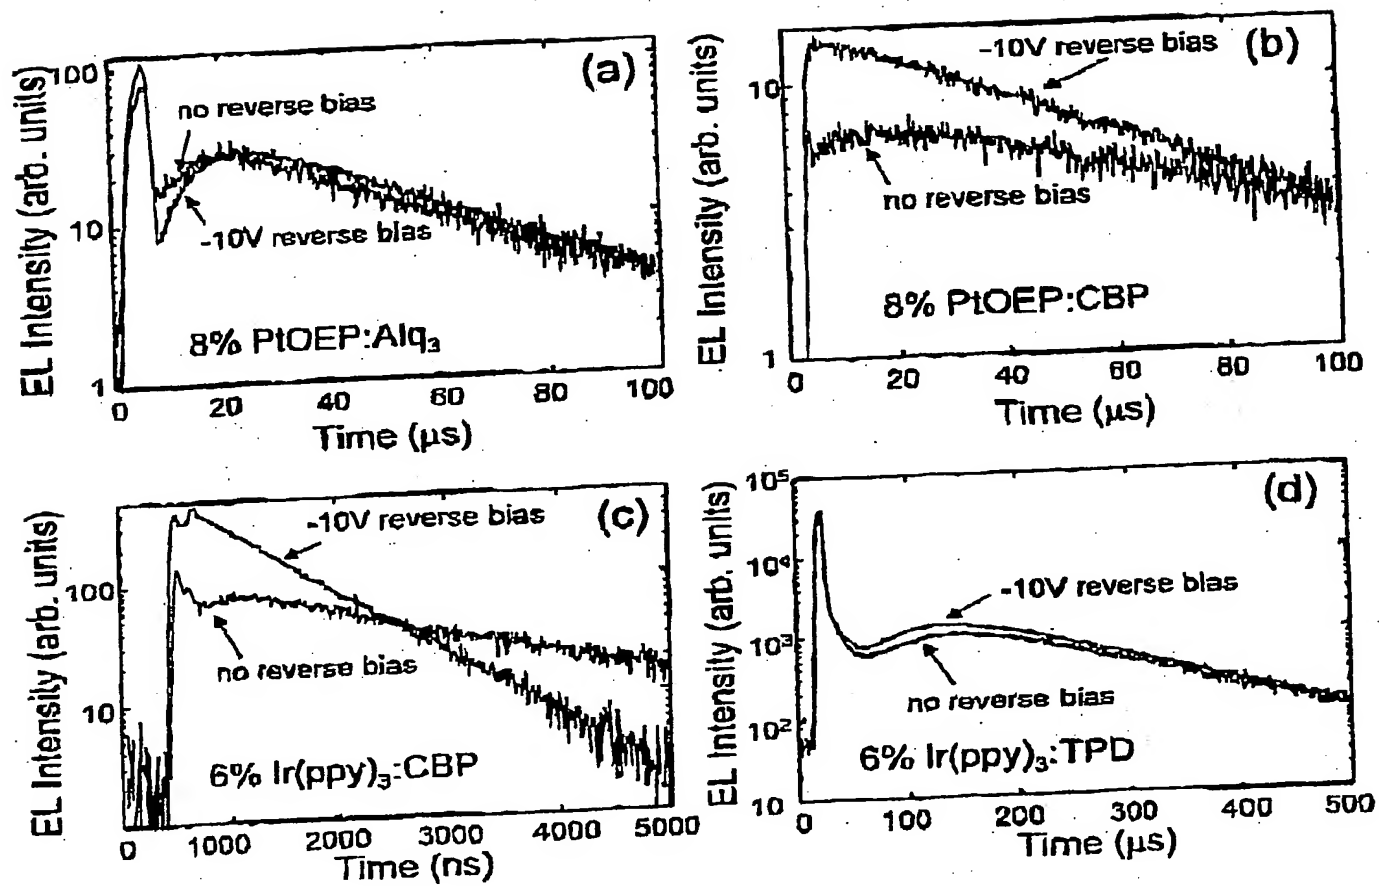 (a)
EL Intensity (arb. units)
100
10
1
no reverse bias
-10V reverse bias
8% PtOEP:Alq₃
0 20 40 60 80 100
Time (µs)
(b)
EL Intensity (arb. units)
10
1
-10V reverse bias
no reverse bias
8% PtOEP:CBP
0 20 40 60 80 100
Time (µs)
(c)
EL Intensity (arb. units)
100
10
-10V reverse bias
no reverse bias
6% Ir(ppy)₃:CBP
0 1000 2000 3000 4000 5000
Time (ns)
(d)
EL Intensity (arb. units)
10⁵
10⁴
10³
10²
10
-10V reverse bias
no reverse bias
6% Ir(ppy)₃:TPD
0 100 200 300 400 500
Time (µs)